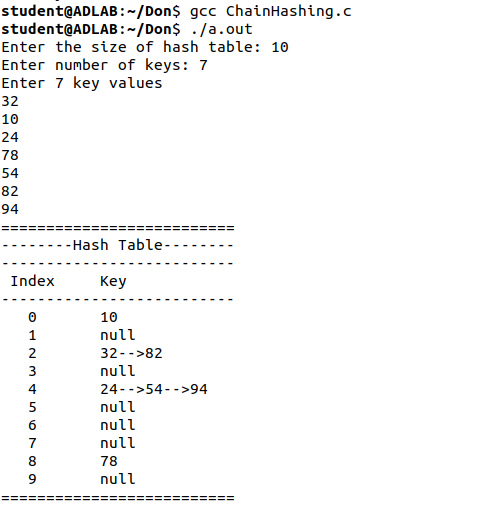 student@ADLAB:~/Don$ gcc ChainHashing.c
student@ADLAB:~/Don$ ./a.out
Enter the size of hash table: 10
Enter number of keys: 7
Enter 7 key values
32
10
24
78
54
82
94
==========================
--------Hash Table--------
--------------------------
 Index     Key
--------------------------
   0       10
   1       null
   2       32-->82
   3       null
   4       24-->54-->94
   5       null
   6       null
   7       null
   8       78
   9       null
==========================